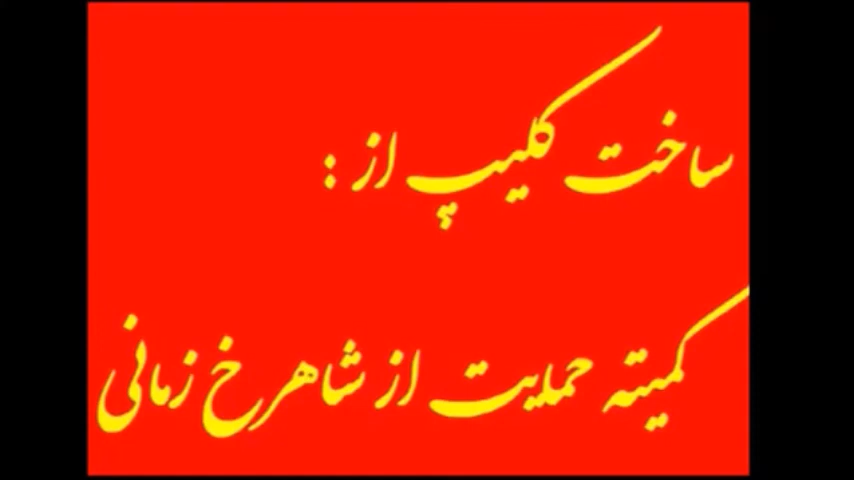 ساخت کلیپ از :
کمیته حمایت از شاهرخ زمانی